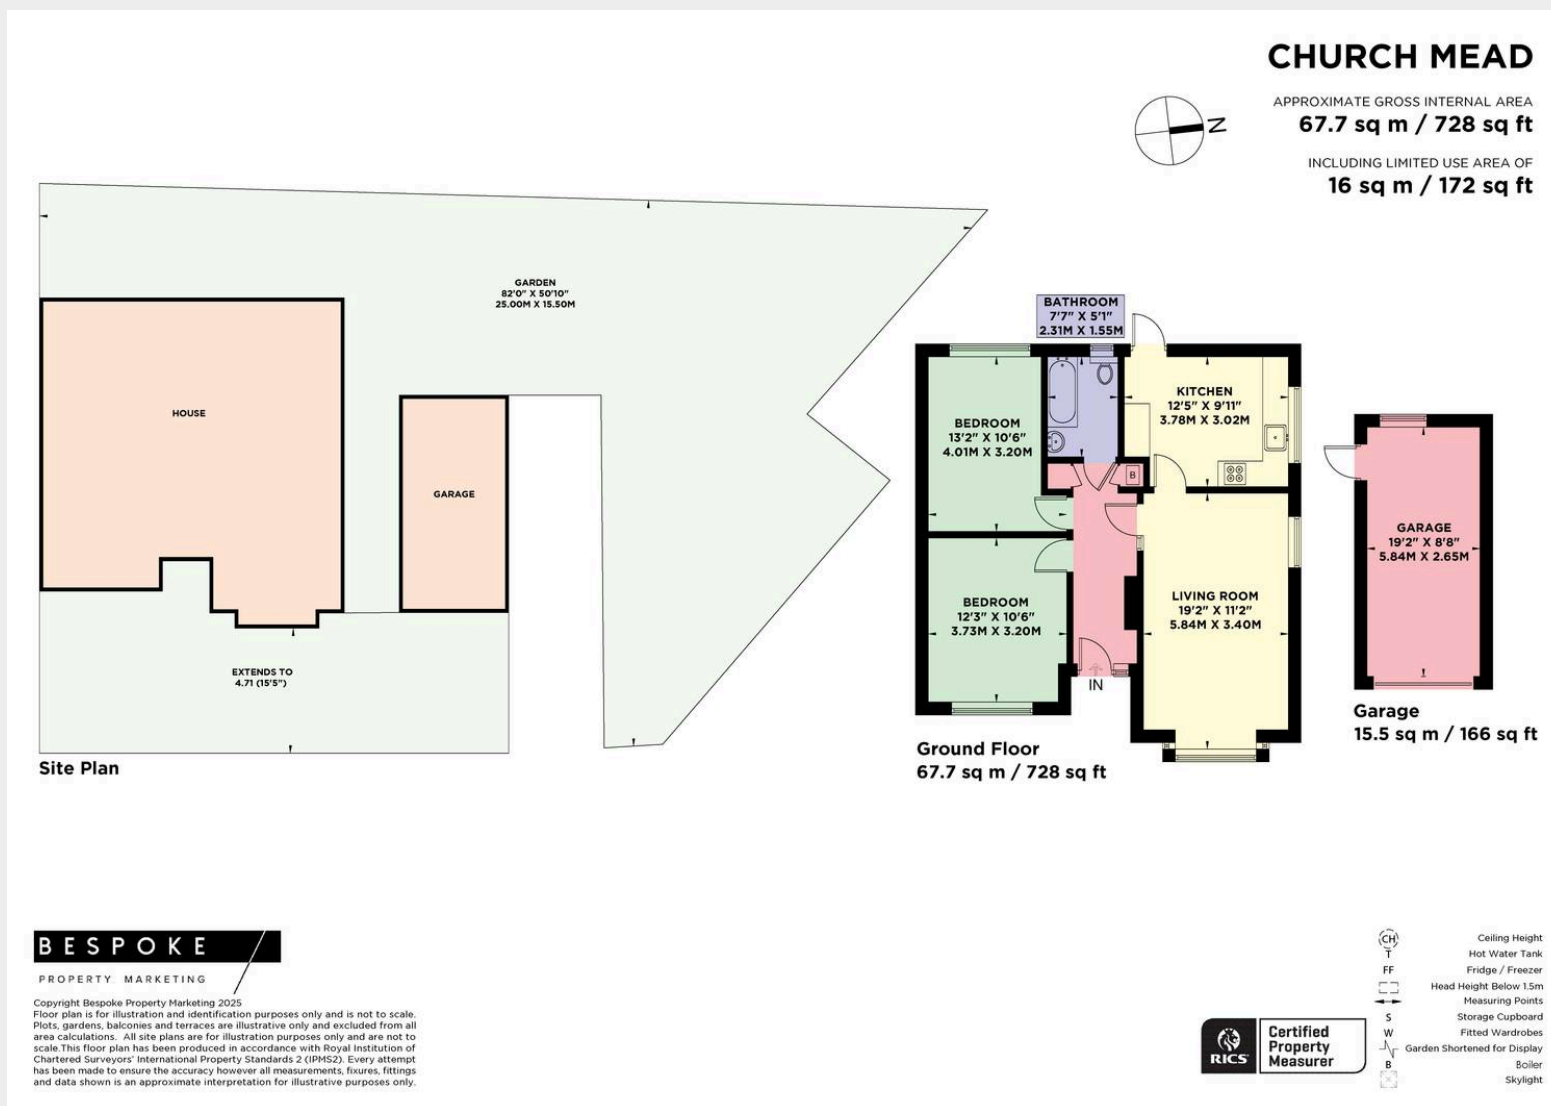 CHURCH MEAD
APPROXIMATE GROSS INTERNAL AREA
67.7 sq m / 728 sq ft
INCLUDING LIMITED USE AREA OF
16 sq m / 172 sq ft
N
GARDEN
82'0" X 50'10"
25.00M X 15.50M
HOUSE
GARAGE
EXTENDS TO
4.71 (15'5")
Site Plan
BATHROOM
7'7" X 5'1"
2.31M X 1.55M
KITCHEN
12'5" X 9'11"
3.78M X 3.02M
BEDROOM
13'2" X 10'6"
4.01M X 3.20M
B
BEDROOM
12'3" X 10'6"
3.73M X 3.20M
LIVING ROOM
19'2" X 11'2"
5.84M X 3.40M
IN
Ground Floor
67.7 sq m / 728 sq ft
GARAGE
19'2" X 8'8"
5.84M X 2.65M
Garage
15.5 sq m / 166 sq ft
BESPOKE
PROPERTY MARKETING
Copyright Bespoke Property Marketing 2025
Floor plan is for illustration and identification purposes only and is not to scale.
Plots, gardens, balconies and terraces are illustrative only and excluded from all
area calculations. All site plans are for illustration purposes only and are not to
scale.This floor plan has been produced in accordance with Royal Institution of
Chartered Surveyors' International Property Standards 2 (IPMS2). Every attempt
has been made to ensure the accuracy however all measurements, fixures, fittings
and data shown is an approximate interpretation for illustrative purposes only.
RICS
Certified
Property
Measurer
CH Ceiling Height
T Hot Water Tank
FF Fridge / Freezer
Head Height Below 1.5m
Measuring Points
S Storage Cupboard
W Fitted Wardrobes
Garden Shortened for Display
B Boiler
Skylight